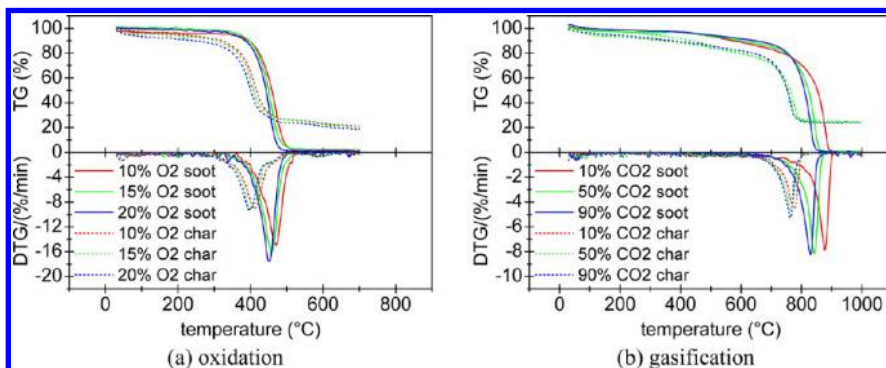 TG (%)
100
80
60
40
20
0
DTG/(%/min)
-4
-8
-12
-16
-20
10% O2 soot
15% O2 soot
20% O2 soot
10% O2 char
15% O2 char
20% O2 char
0 200 400 600 800
temperature (°C)
(a) oxidation
TG (%)
100
80
60
40
20
0
DTG/(%/min)
-2
-4
-6
-8
-10
10% CO2 soot
50% CO2 soot
90% CO2 soot
10% CO2 char
50% CO2 char
90% CO2 char
0 200 400 600 800 1000
temperature (°C)
(b) gasification